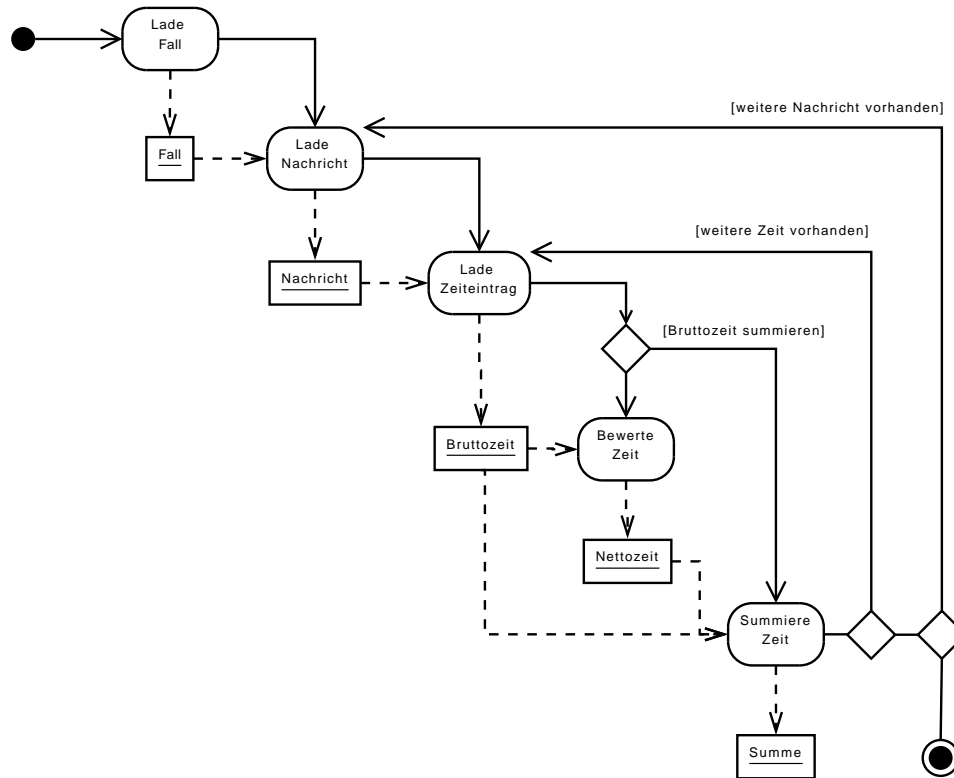 Lade
Fall
[weitere Nachricht vorhanden]
Fall
Lade
Nachricht
[weitere Zeit vorhanden]
Nachricht
Lade
Zeiteintrag
[Bruttozeit summieren]
Bruttozeit
Bewerte
Zeit
Nettozeit
Summiere
Zeit
Summe